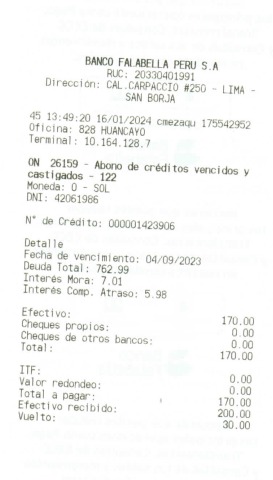 BANCO FALABELLA PERU S.A
RUC: 20330401991
Dirección: CAL.CARPACCIO #250 - LIMA -
SAN BORJA
45 13:49:20 16/01/2024 cmezaqu 175542952
Oficina: 828 HUANCAYO
Terminal: 10.164.128.7
ON 26159 - Abono de créditos vencidos y
castigados - 122
Moneda: 0 - SOL
DNI: 42061986
N° de Crédito: 000001423906
Detalle
Fecha de vencimiento: 04/09/2023
Deuda Total: 762.99
Interés Mora: 7.01
Interés Comp. Atraso: 5.98
Efectivo: 170.00
Cheques propios: 0.00
Cheques de otros bancos: 0.00
Total: 170.00
ITF: 0.00
Valor redondeo: 0.00
Total a pagar: 170.00
Efectivo recibido: 200.00
Vuelto: 30.00